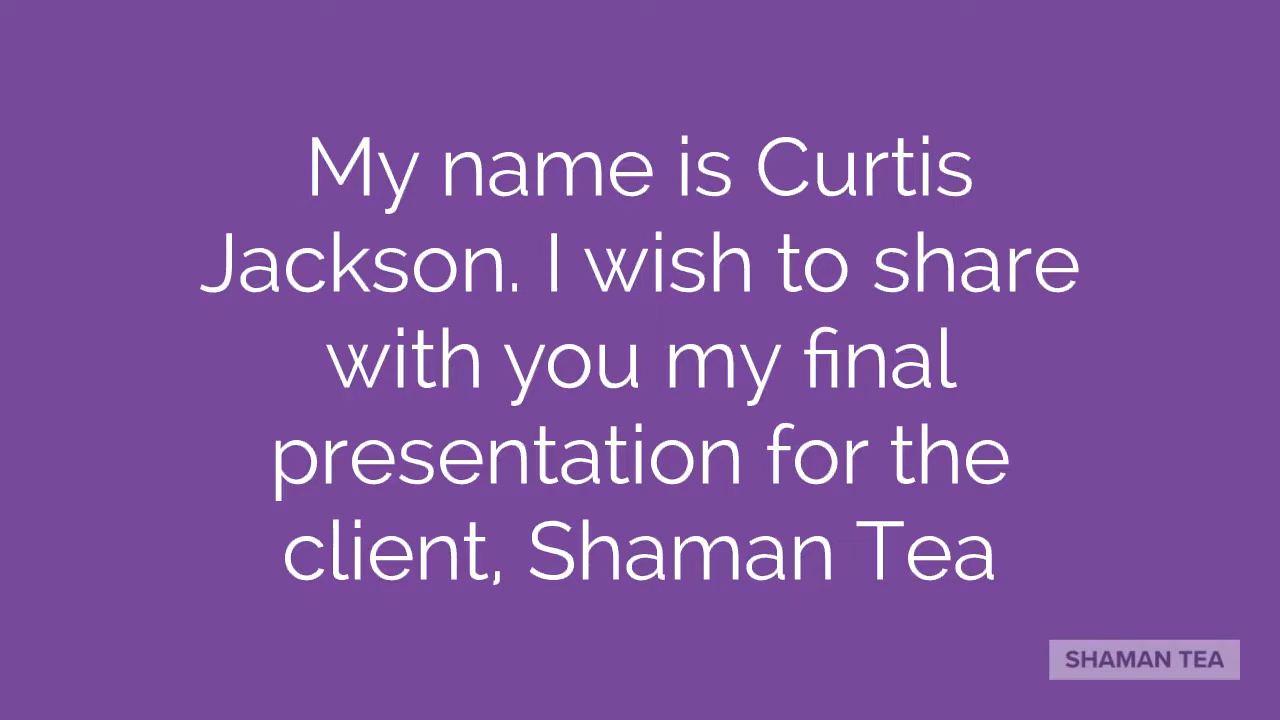 My name is Curtis
Jackson. I wish to share
with you my final
presentation for the
client, Shaman Tea
SHAMAN TEA